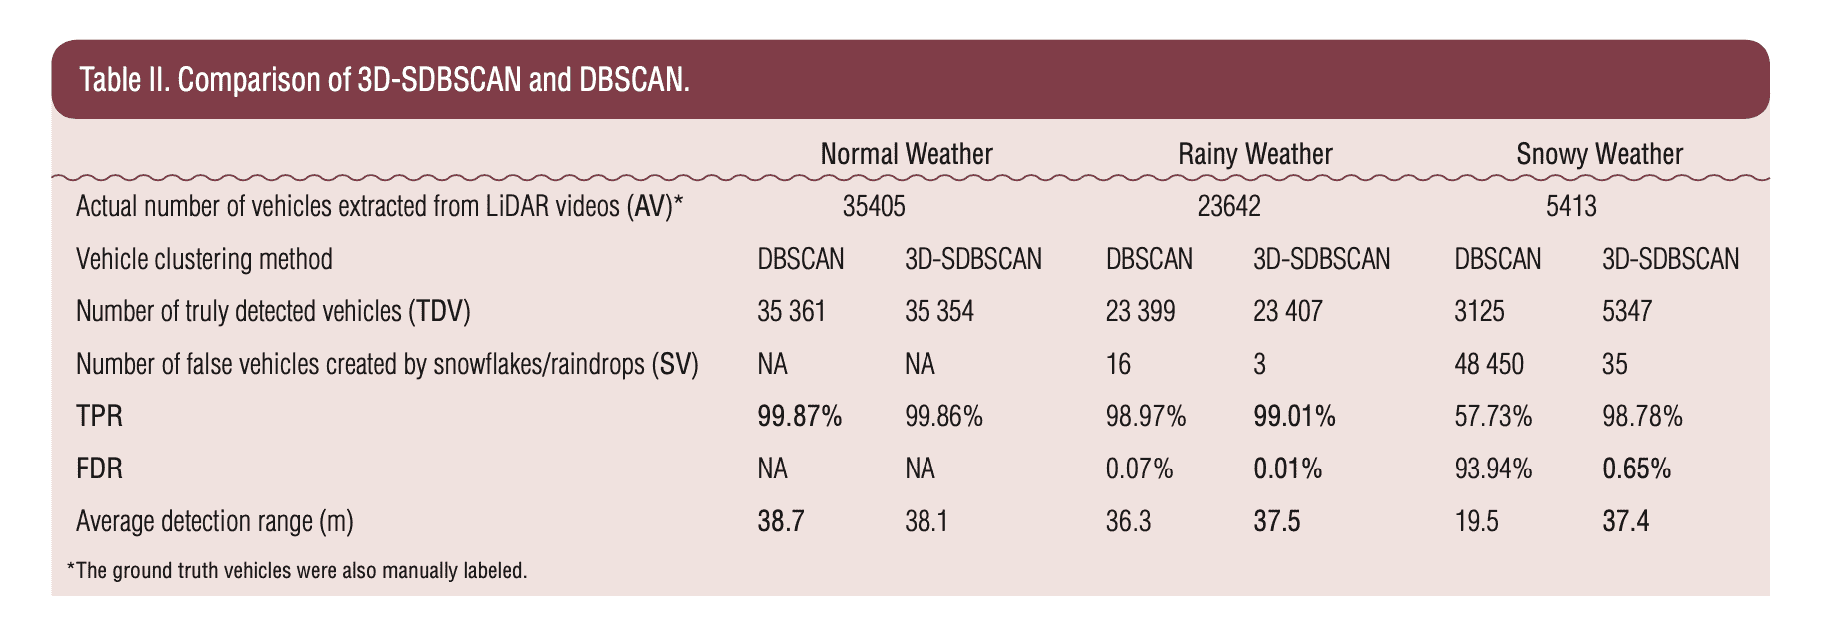 Table II. Comparison of 3D-SDBSCAN and DBSCAN.
Normal Weather Rainy Weather Snowy Weather
Actual number of vehicles extracted from LiDAR videos (AV)* 35405 23642 5413
Vehicle clustering method DBSCAN 3D-SDBSCAN DBSCAN 3D-SDBSCAN DBSCAN 3D-SDBSCAN
Number of truly detected vehicles (TDV) 35 361 35 354 23 399 23 407 3125 5347
Number of false vehicles created by snowflakes/raindrops (SV) NA NA 16 3 48 450 35
TPR 99.87% 99.86% 98.97% 99.01% 57.73% 98.78%
FDR NA NA 0.07% 0.01% 93.94% 0.65%
Average detection range (m) 38.7 38.1 36.3 37.5 19.5 37.4
*The ground truth vehicles were also manually labeled.